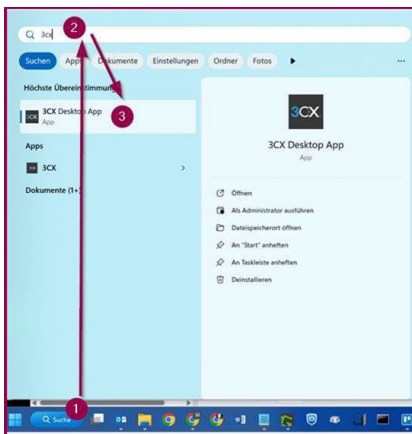 3cx
2
Suchen Apps Dokumente Einstellungen Ordner Fotos
Höchste Übereinstimmung
3CX Desktop App
App
3
Apps
3CX
Dokumente (1+)
3CX
3CX Desktop App
App
Öffnen
Als Administrator ausführen
Dateispeicherort öffnen
An "Start" anheften
An Taskleiste anheften
Deinstallieren
1
Suche